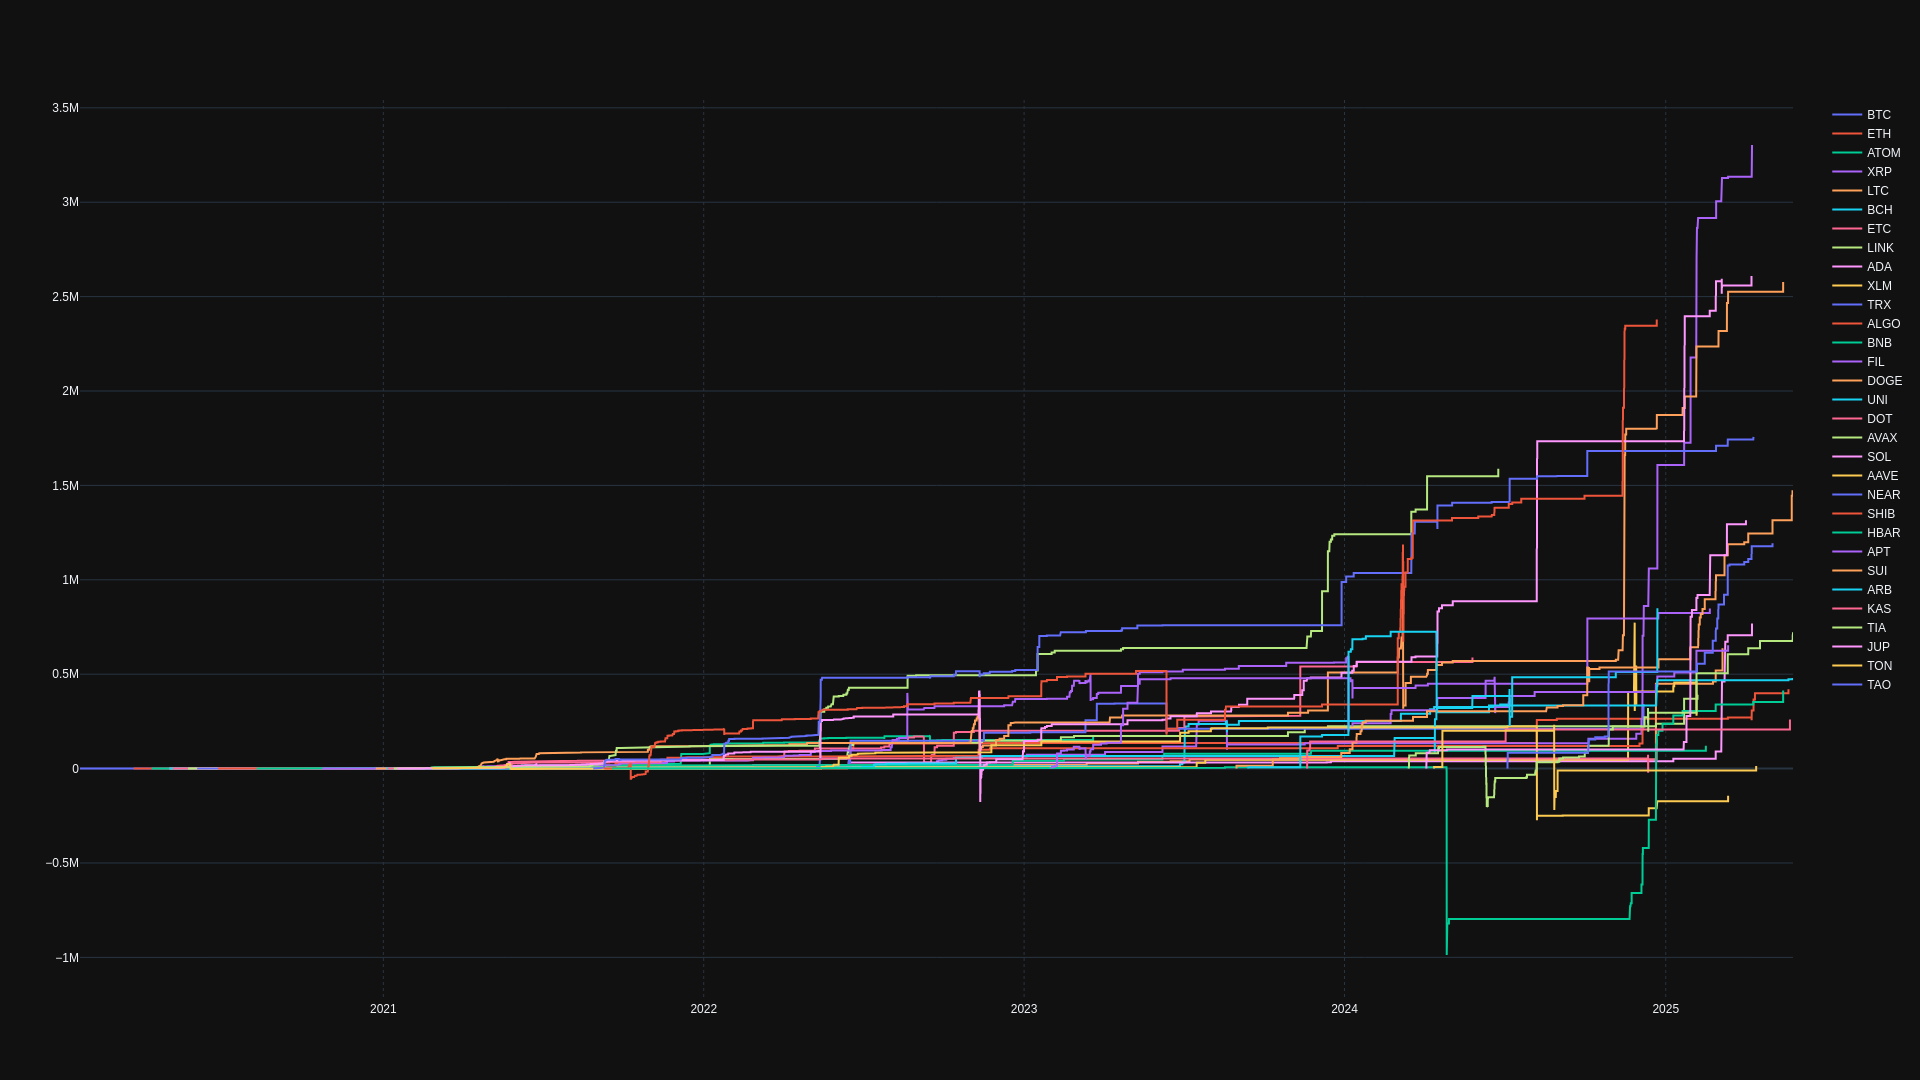 3.5M
3M
2.5M
2M
1.5M
1M
0.5M
0
−0.5M
−1M
2021
2022
2023
2024
2025
BTC
ETH
ATOM
XRP
LTC
BCH
ETC
LINK
ADA
XLM
TRX
ALGO
BNB
FIL
DOGE
UNI
DOT
AVAX
SOL
AAVE
NEAR
SHIB
HBAR
APT
SUI
ARB
KAS
TIA
JUP
TON
TAO